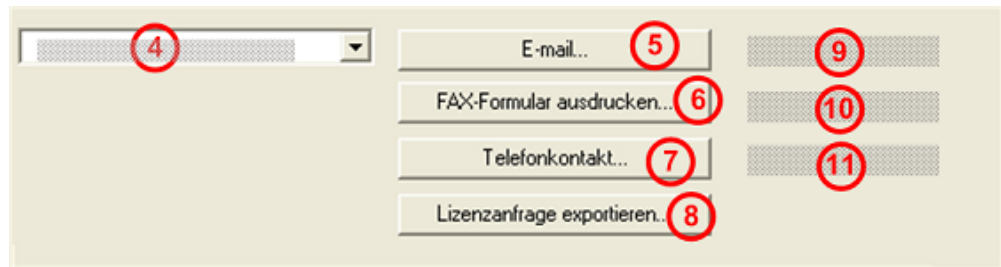 4 E-mail... 5 9
FAX-Formular ausdrucken... 6 10
Telefonkontakt... 7 11
Lizenzanfrage exportieren... 8